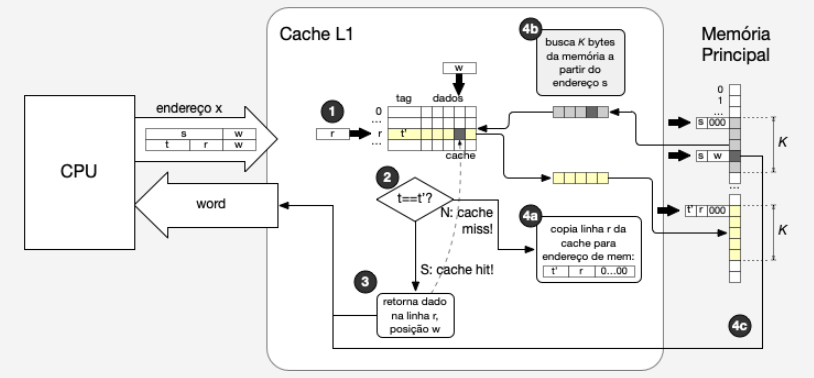 Cache L1
4b
busca K bytes
da memória a
partir do
endereço s
Memória
Principal
w
tag dados
endereço x
s w
t r w
1
r
0
...
r
t'
...
cache
0
1
...
s 000
s w
K
...
t' r 000
K
CPU
word
2
t==t'?
N: cache
miss!
S: cache hit!
4a
copia linha r da
cache para
endereço de mem:
t' r 0...00
3
retorna dado
na linha r,
posição w
4c